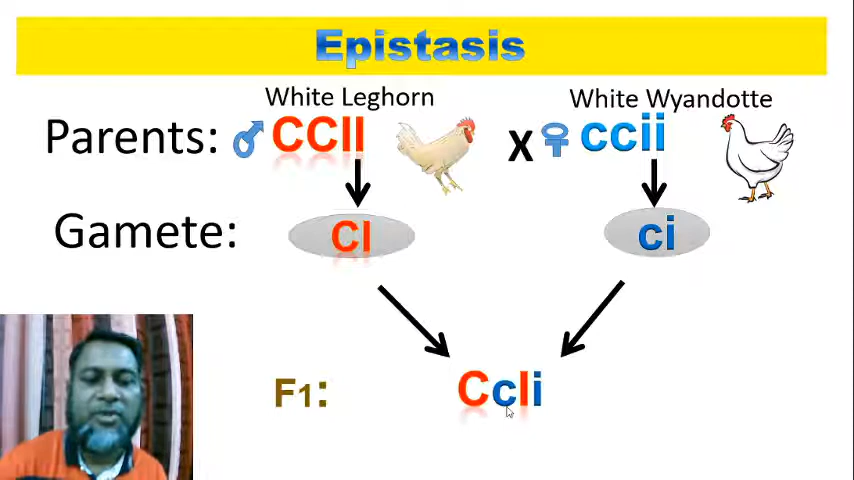 Epistasis
White Leghorn
White Wyandotte
Parents: ♂ CCII X ♀ ccii
Gamete: CI ci
F1: CcIi